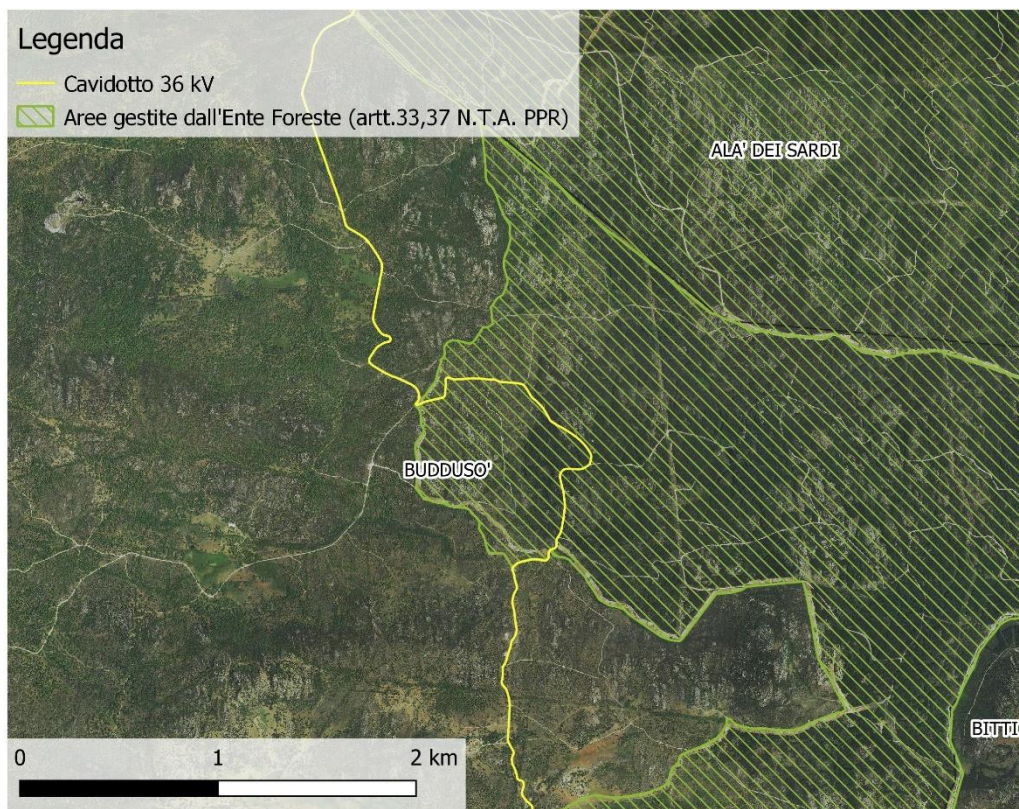 Legenda
Cavidotto 36 kV
Aree gestite dall'Ente Foreste (artt.33,37 N.T.A. PPR)
ALA' DEI SARDI
BUDDUSO'
BITTI
0 1 2 km